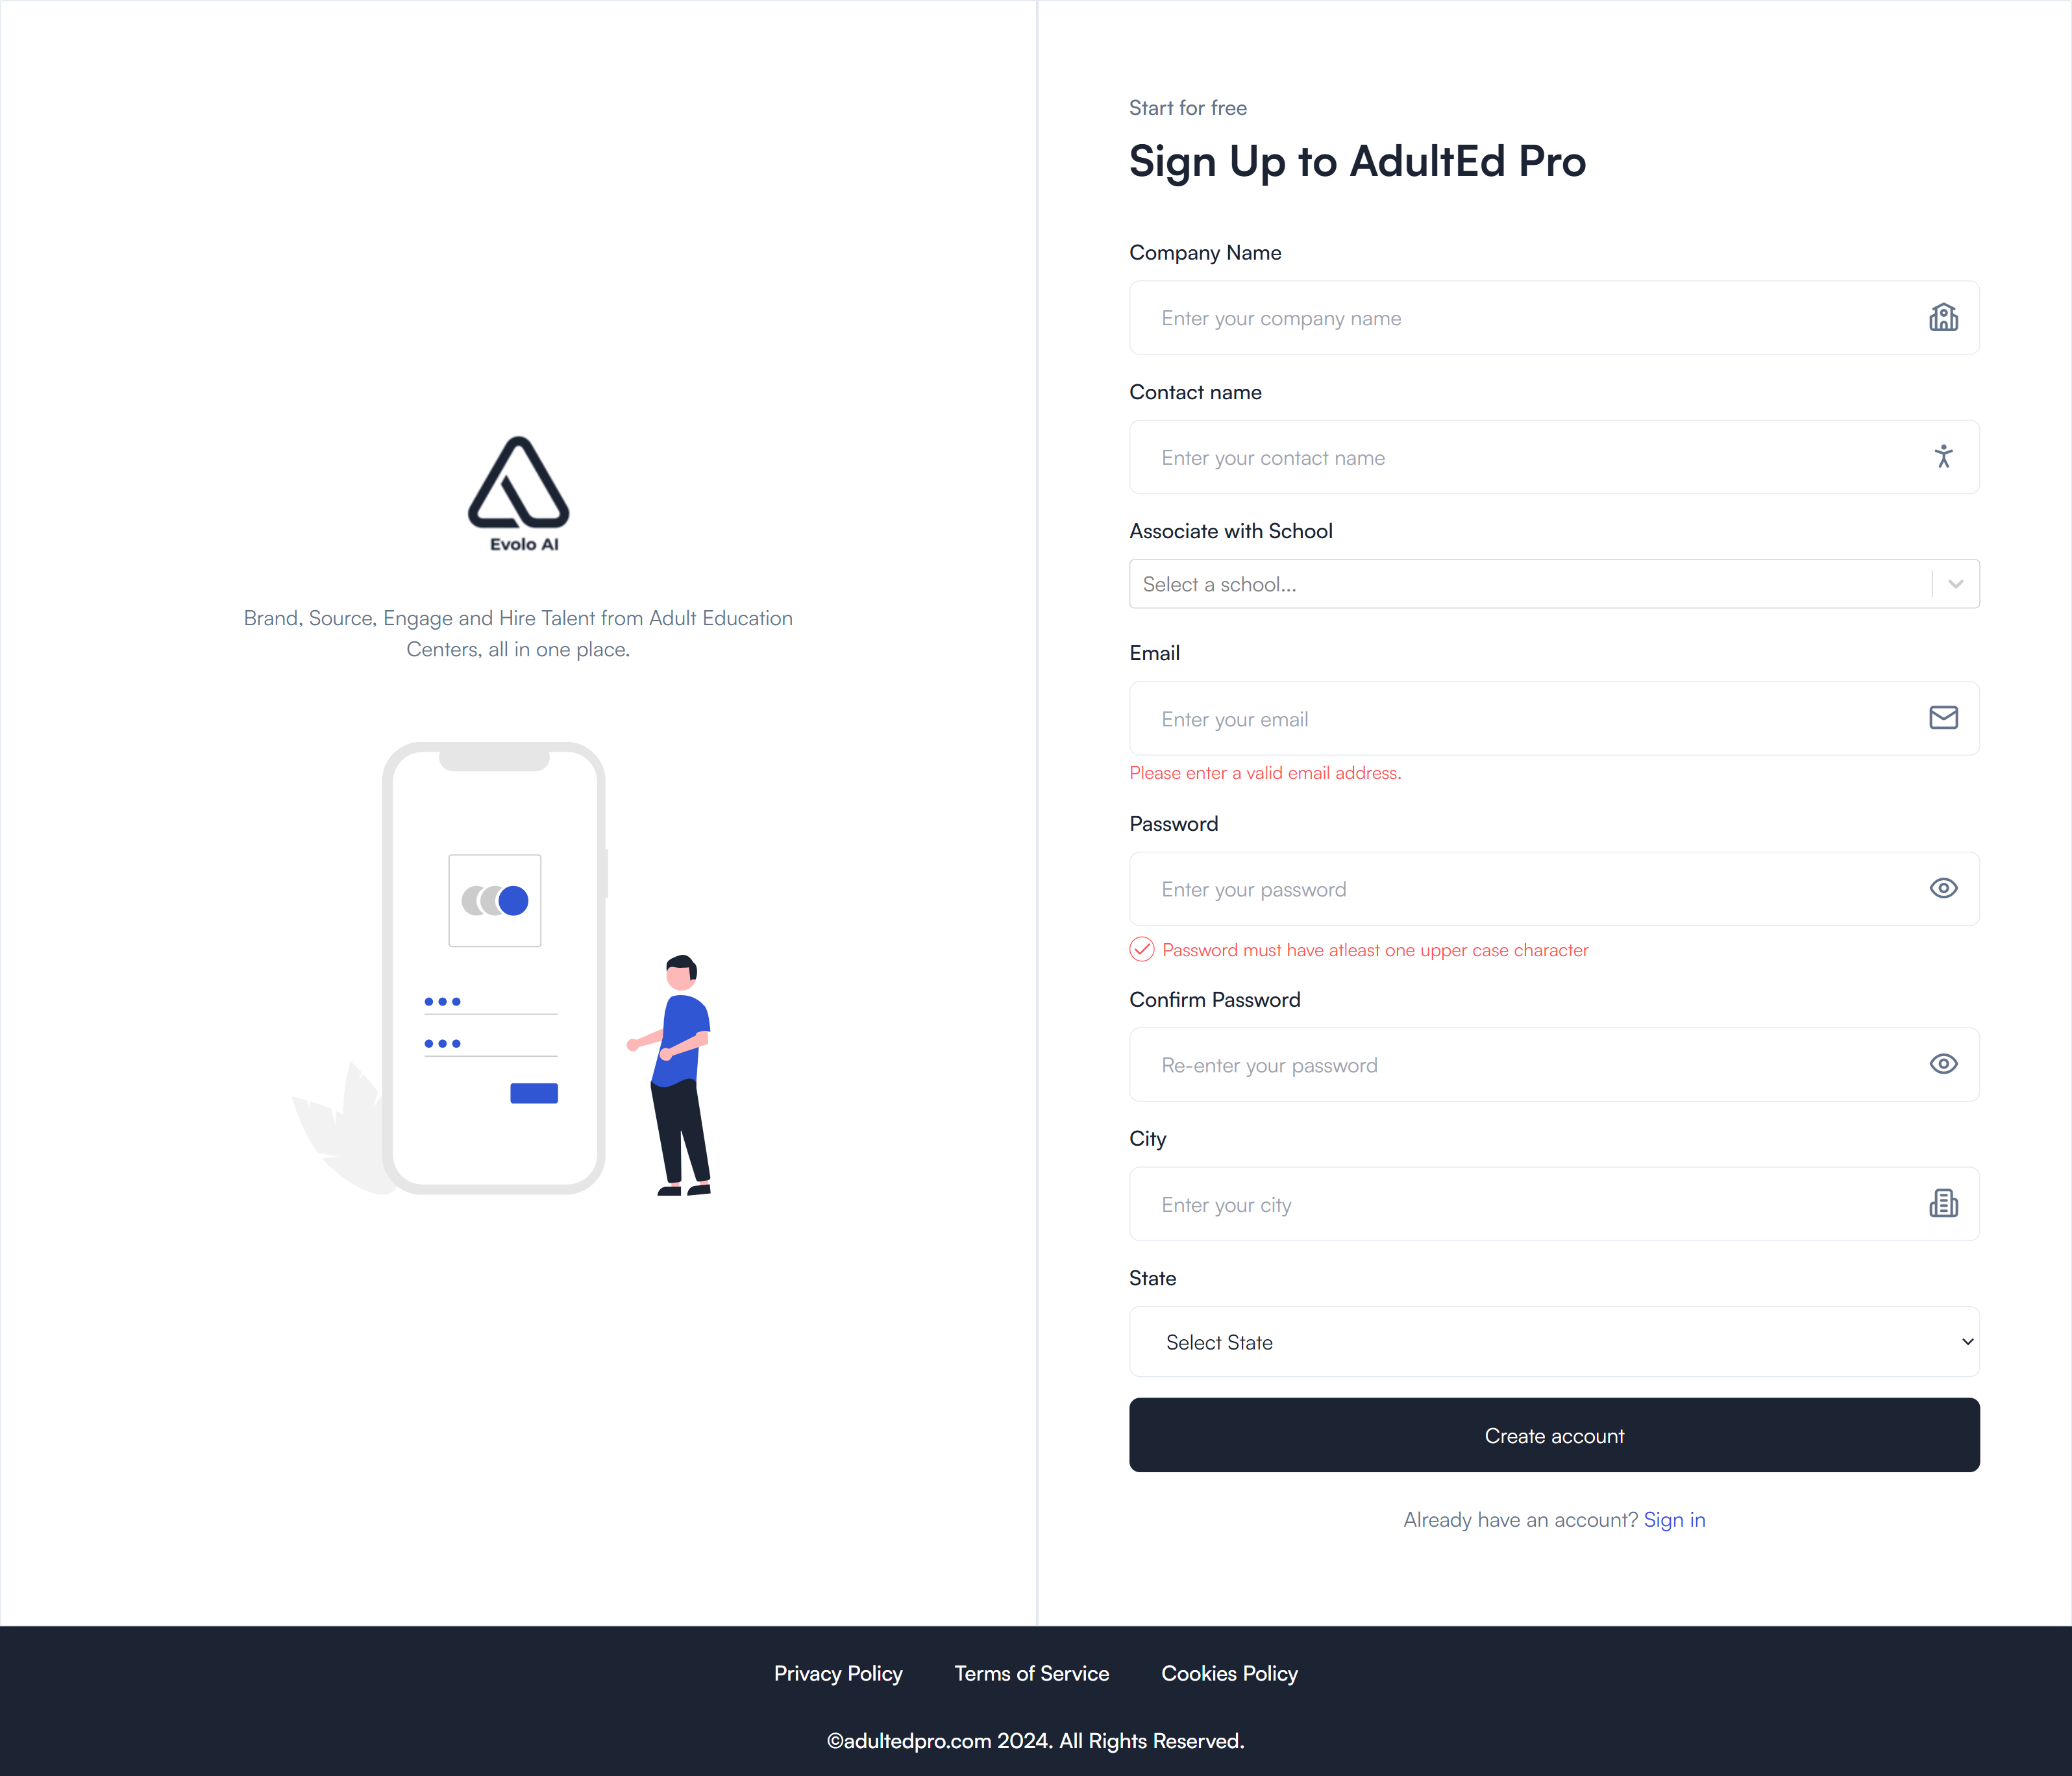 Evolo AI
Brand, Source, Engage and Hire Talent from Adult Education
Centers, all in one place.
Start for free
Sign Up to AdultEd Pro
Company Name
Enter your company name
Contact name
Enter your contact name
Associate with School
Select a school...
Email
Enter your email
Please enter a valid email address.
Password
Enter your password
Password must have atleast one upper case character
Confirm Password
Re-enter your password
City
Enter your city
State
Select State
Create account
Already have an account? Sign in
Privacy Policy Terms of Service Cookies Policy
©adultedpro.com 2024. All Rights Reserved.